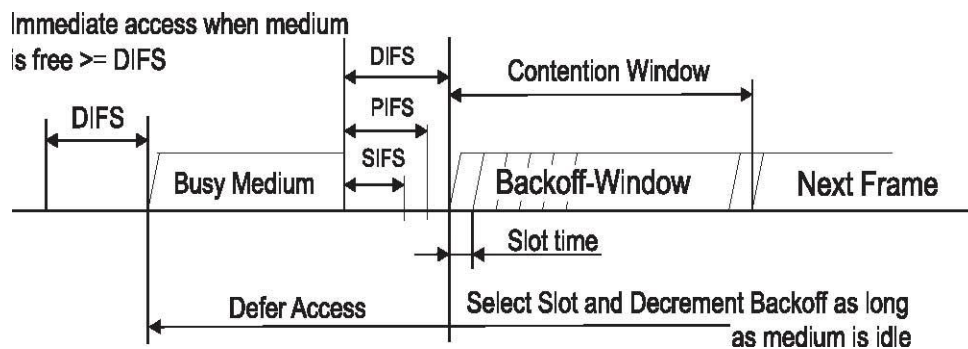 Immediate access when medium
is free >= DIFS
DIFS
DIFS
PIFS
SIFS
Contention Window
Busy Medium
Backoff-Window
Next Frame
Slot time
Defer Access
Select Slot and Decrement Backoff as long
as medium is idle